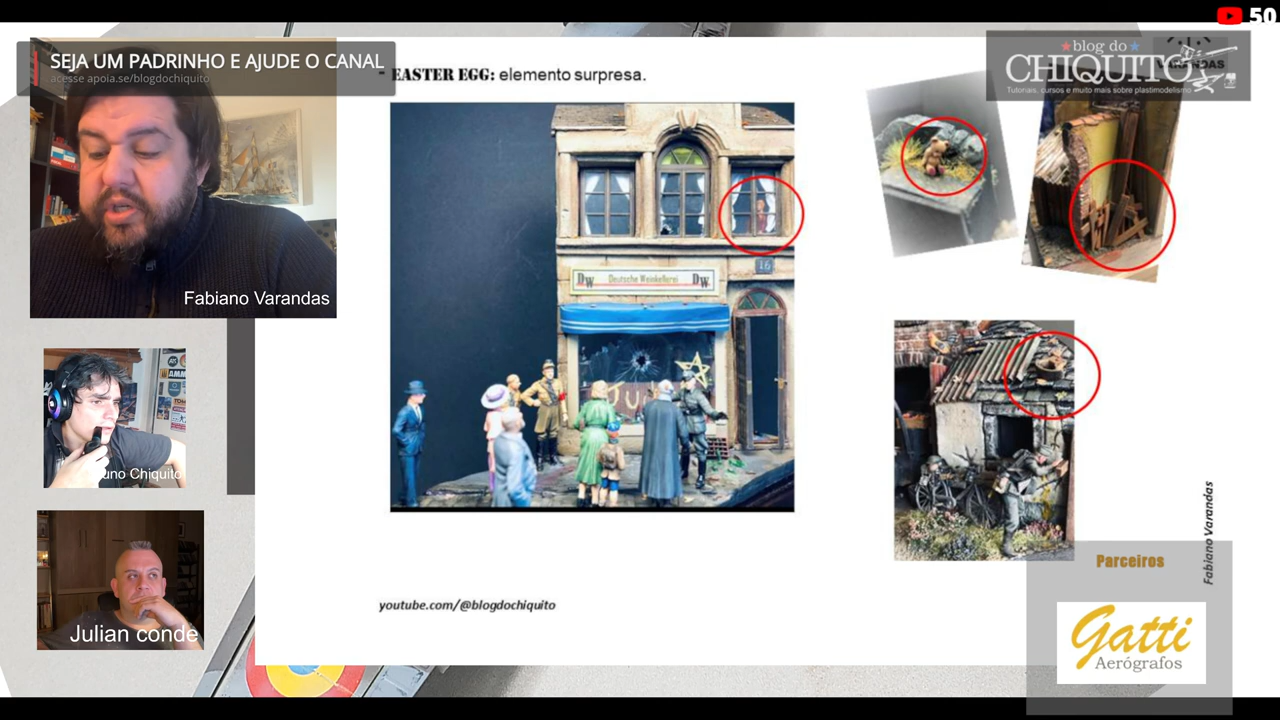 50
SEJA UM PADRINHO E AJUDE O CANAL
acesse apoia.se/blogdochiquito
- EASTER EGG: elemento surpresa.
blog do
CHIQUITO
Tutoriais, cursos e muito mais sobre plastimodelismo
VARANDAS
Fabiano Varandas
uno Chiquito
Julian conde
16
Dw Deutsche Weinkellerei Dw
Jud
youtube.com/@blogdochiquito
Fabiano Varandas
Parceiros
Gatti
Aerógrafos